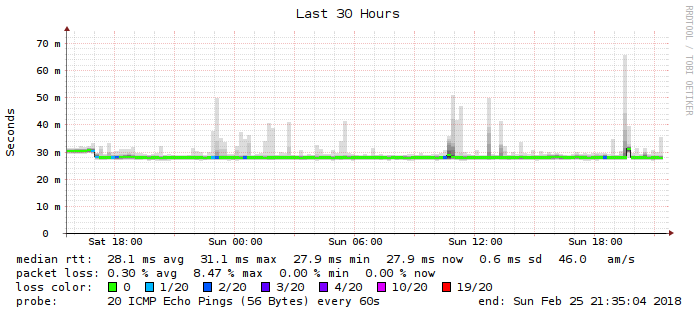 Last 30 Hours
RRDTOOL / TOBI OETIKER
Seconds
70 m
60 m
50 m
40 m
30 m
20 m
10 m
0
Sat 18:00 Sun 00:00 Sun 06:00 Sun 12:00 Sun 18:00
median rtt: 28.1 ms avg 31.1 ms max 27.9 ms min 27.9 ms now 0.6 ms sd 46.0 am/s
packet loss: 0.30 % avg 8.47 % max 0.00 % min 0.00 % now
loss color: 0 1/20 2/20 3/20 4/20 10/20 19/20
probe: 20 ICMP Echo Pings (56 Bytes) every 60s end: Sun Feb 25 21:35:04 2018